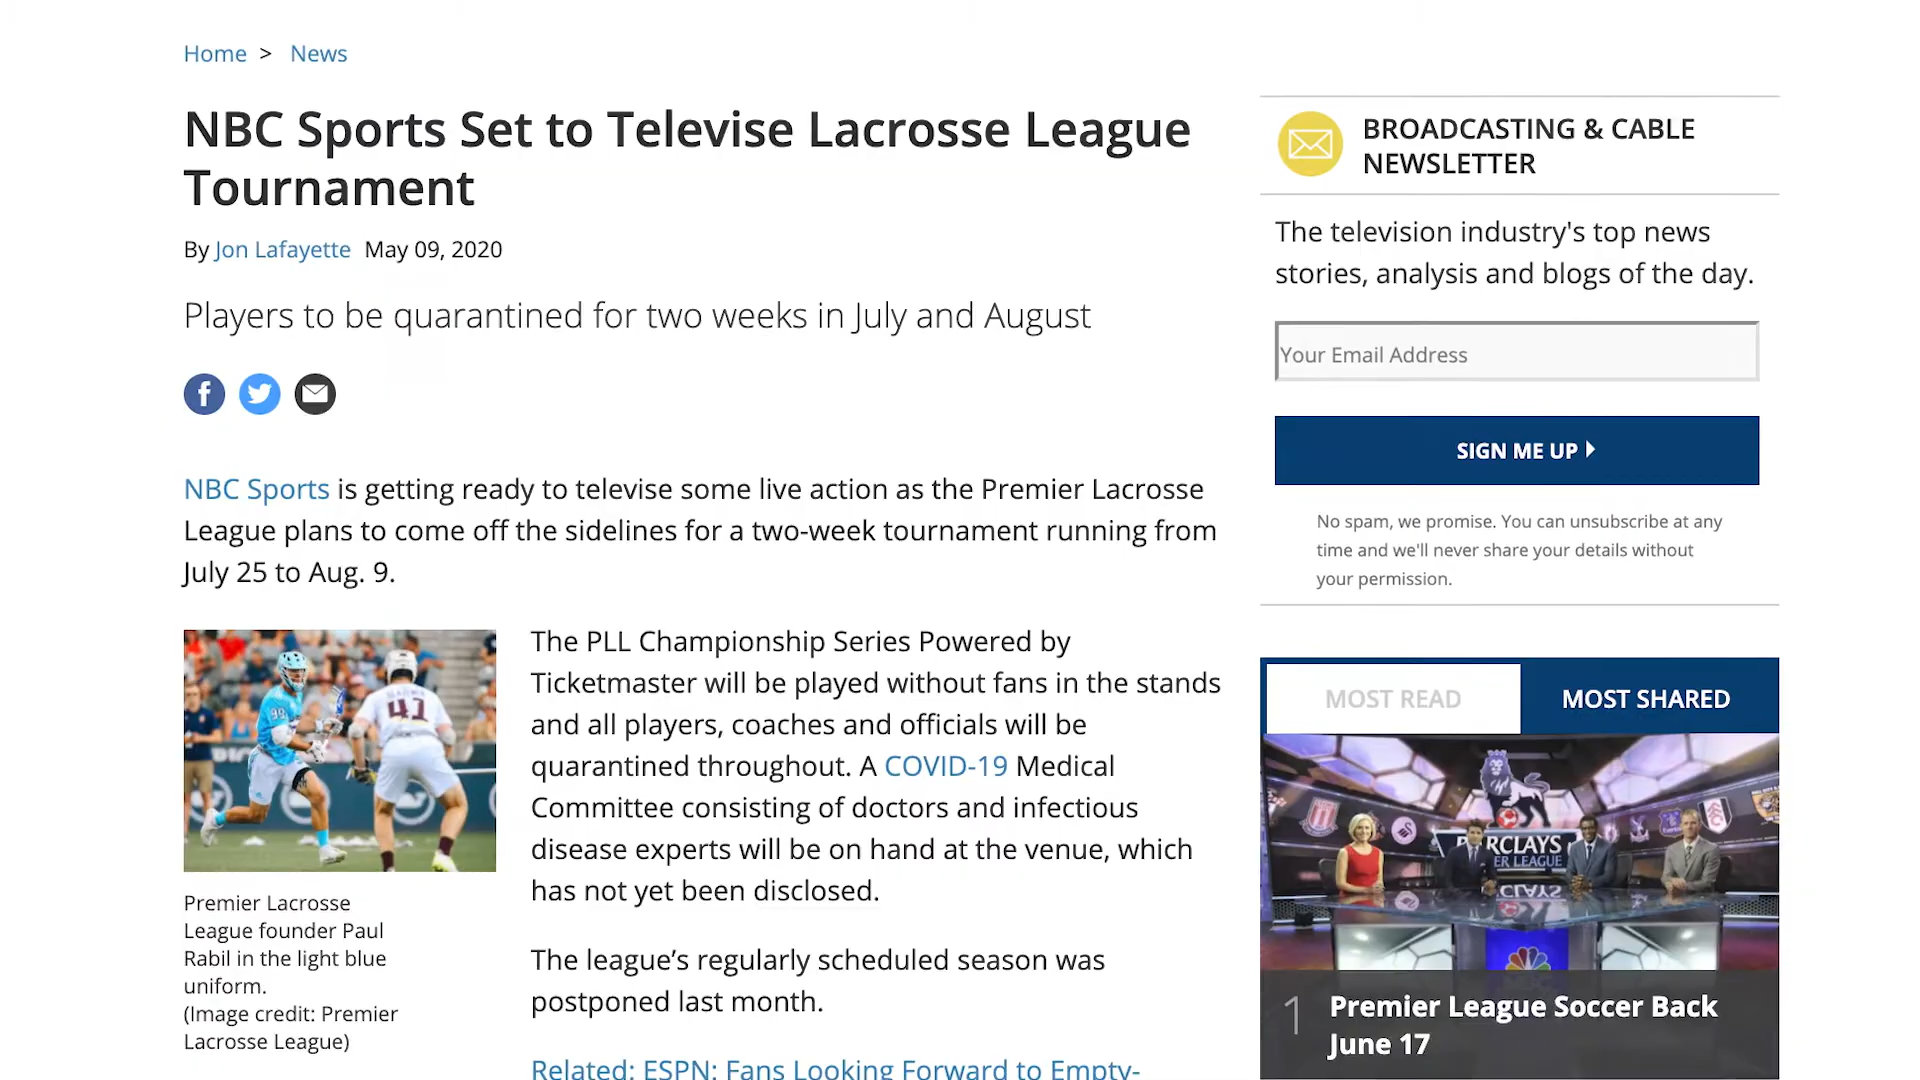 Home > News
NBC Sports Set to Televise Lacrosse League
Tournament
By Jon Lafayette May 09, 2020
Players to be quarantined for two weeks in July and August
NBC Sports is getting ready to televise some live action as the Premier Lacrosse
League plans to come off the sidelines for a two-week tournament running from
July 25 to Aug. 9.
41
Premier Lacrosse
League founder Paul
Rabil in the light blue
uniform.
(Image credit: Premier
Lacrosse League)
The PLL Championship Series Powered by
Ticketmaster will be played without fans in the stands
and all players, coaches and officials will be
quarantined throughout. A COVID-19 Medical
Committee consisting of doctors and infectious
disease experts will be on hand at the venue, which
has not yet been disclosed.
The league’s regularly scheduled season was
postponed last month.
Related: ESPN: Fans Looking Forward to Empty-
BROADCASTING & CABLE
NEWSLETTER
The television industry's top news
stories, analysis and blogs of the day.
Your Email Address
SIGN ME UP
No spam, we promise. You can unsubscribe at any
time and we'll never share your details without
your permission.
MOST READ
MOST SHARED
1
Premier League Soccer Back
June 17